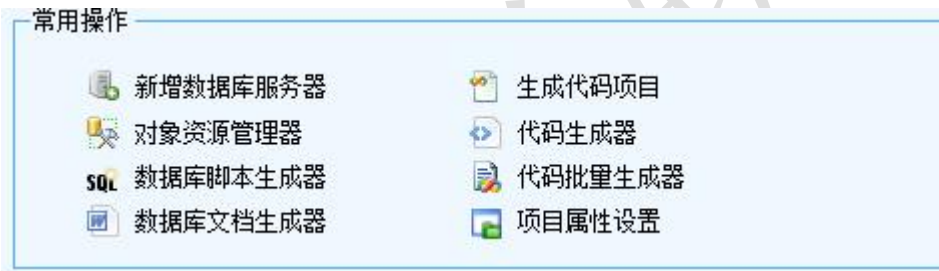 常用操作
新增数据库服务器 生成代码项目
对象资源管理器 代码生成器
SQL 数据库脚本生成器 代码批量生成器
数据库文档生成器 项目属性设置